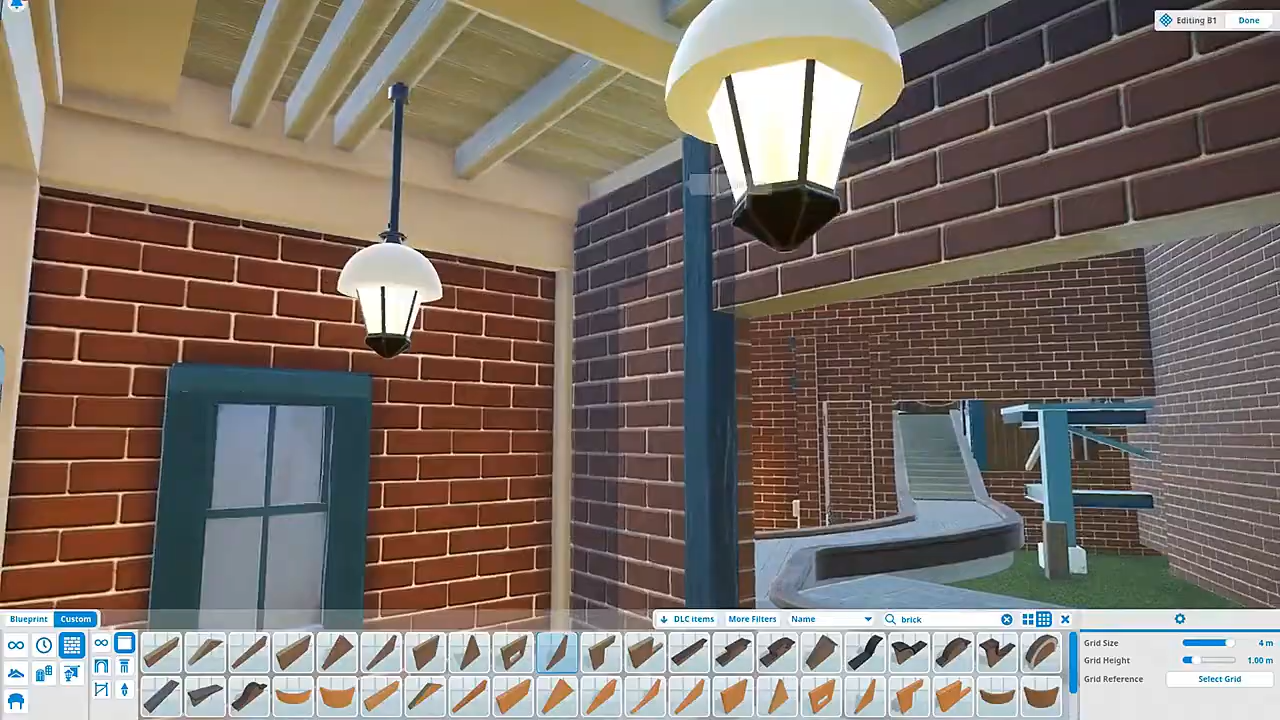 Editing B1 Done
Blueprint Custom
DLC items More Filters Name brick
Grid Size 4 m
Grid Height 1.00 m
Grid Reference Select Grid